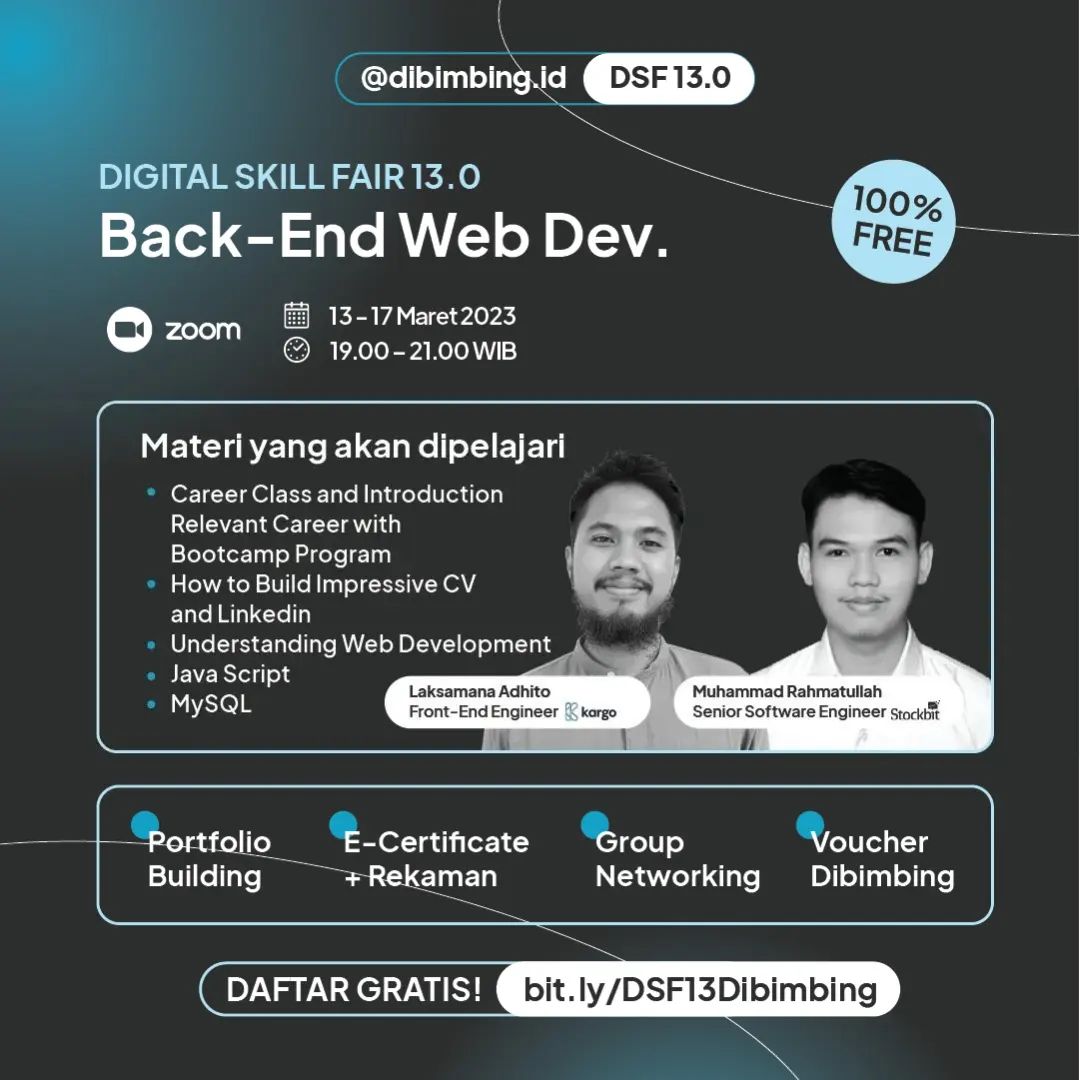 @dibimbing.id DSF 13.0
DIGITAL SKILL FAIR 13.0
Back-End Web Dev.
100%
FREE
zoom
13 - 17 Maret 2023
19.00 – 21.00 WIB
Materi yang akan dipelajari
Career Class and Introduction
Relevant Career with
Bootcamp Program
How to Build Impressive CV
and Linkedin
Understanding Web Development
Java Script
MySQL
Laksamana Adhito
Front-End Engineer kargo
Muhammad Rahmatullah
Senior Software Engineer Stockbit
Portfolio
Building
E-Certificate
+ Rekaman
Group
Networking
Voucher
Dibimbing
DAFTAR GRATIS! bit.ly/DSF13Dibimbing